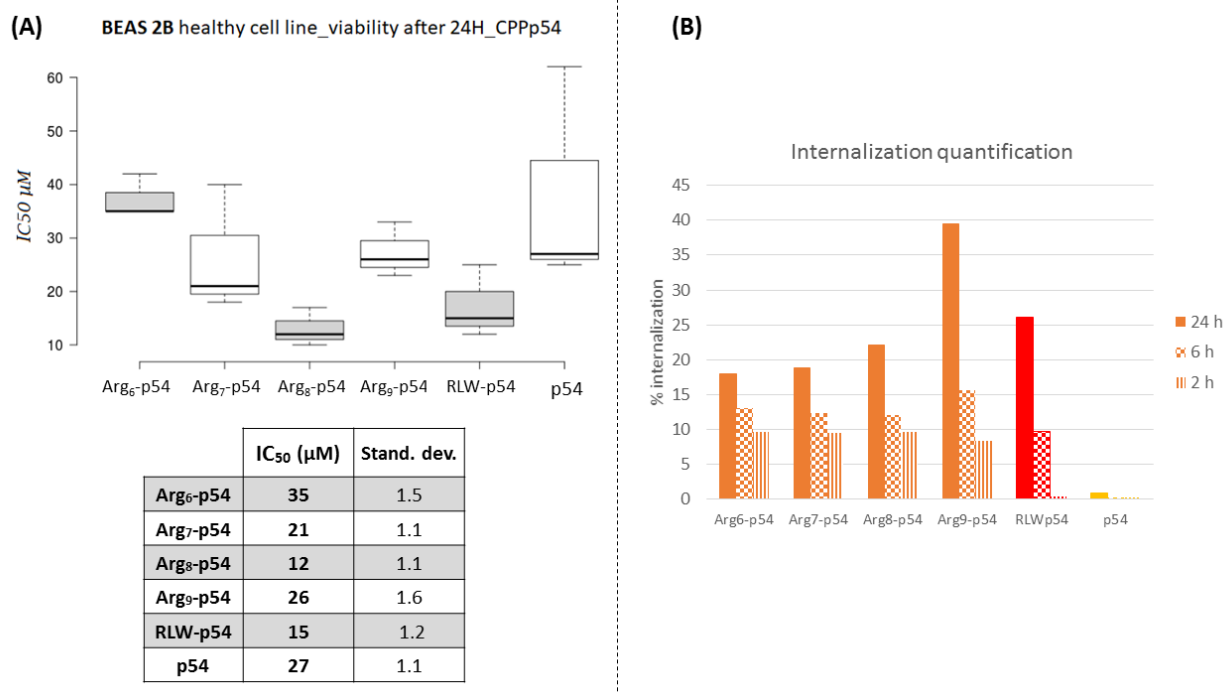 (A)
BEAS 2B healthy cell line_viability after 24H_CPPp54
IC50 µM
60
50
40
30
20
10
Arg₆-p54 Arg₇-p54 Arg₈-p54 Arg₉-p54 RLW-p54 p54
IC₅₀ (µM) Stand. dev.
Arg₆-p54 35 1.5
Arg₇-p54 21 1.1
Arg₈-p54 12 1.1
Arg₉-p54 26 1.6
RLW-p54 15 1.2
p54 27 1.1
(B)
Internalization quantification
% internalization
45
40
35
30
25
20
15
10
5
0
Arg6-p54 Arg7-p54 Arg8-p54 Arg9-p54 RLWp54 p54
24 h
6 h
2 h